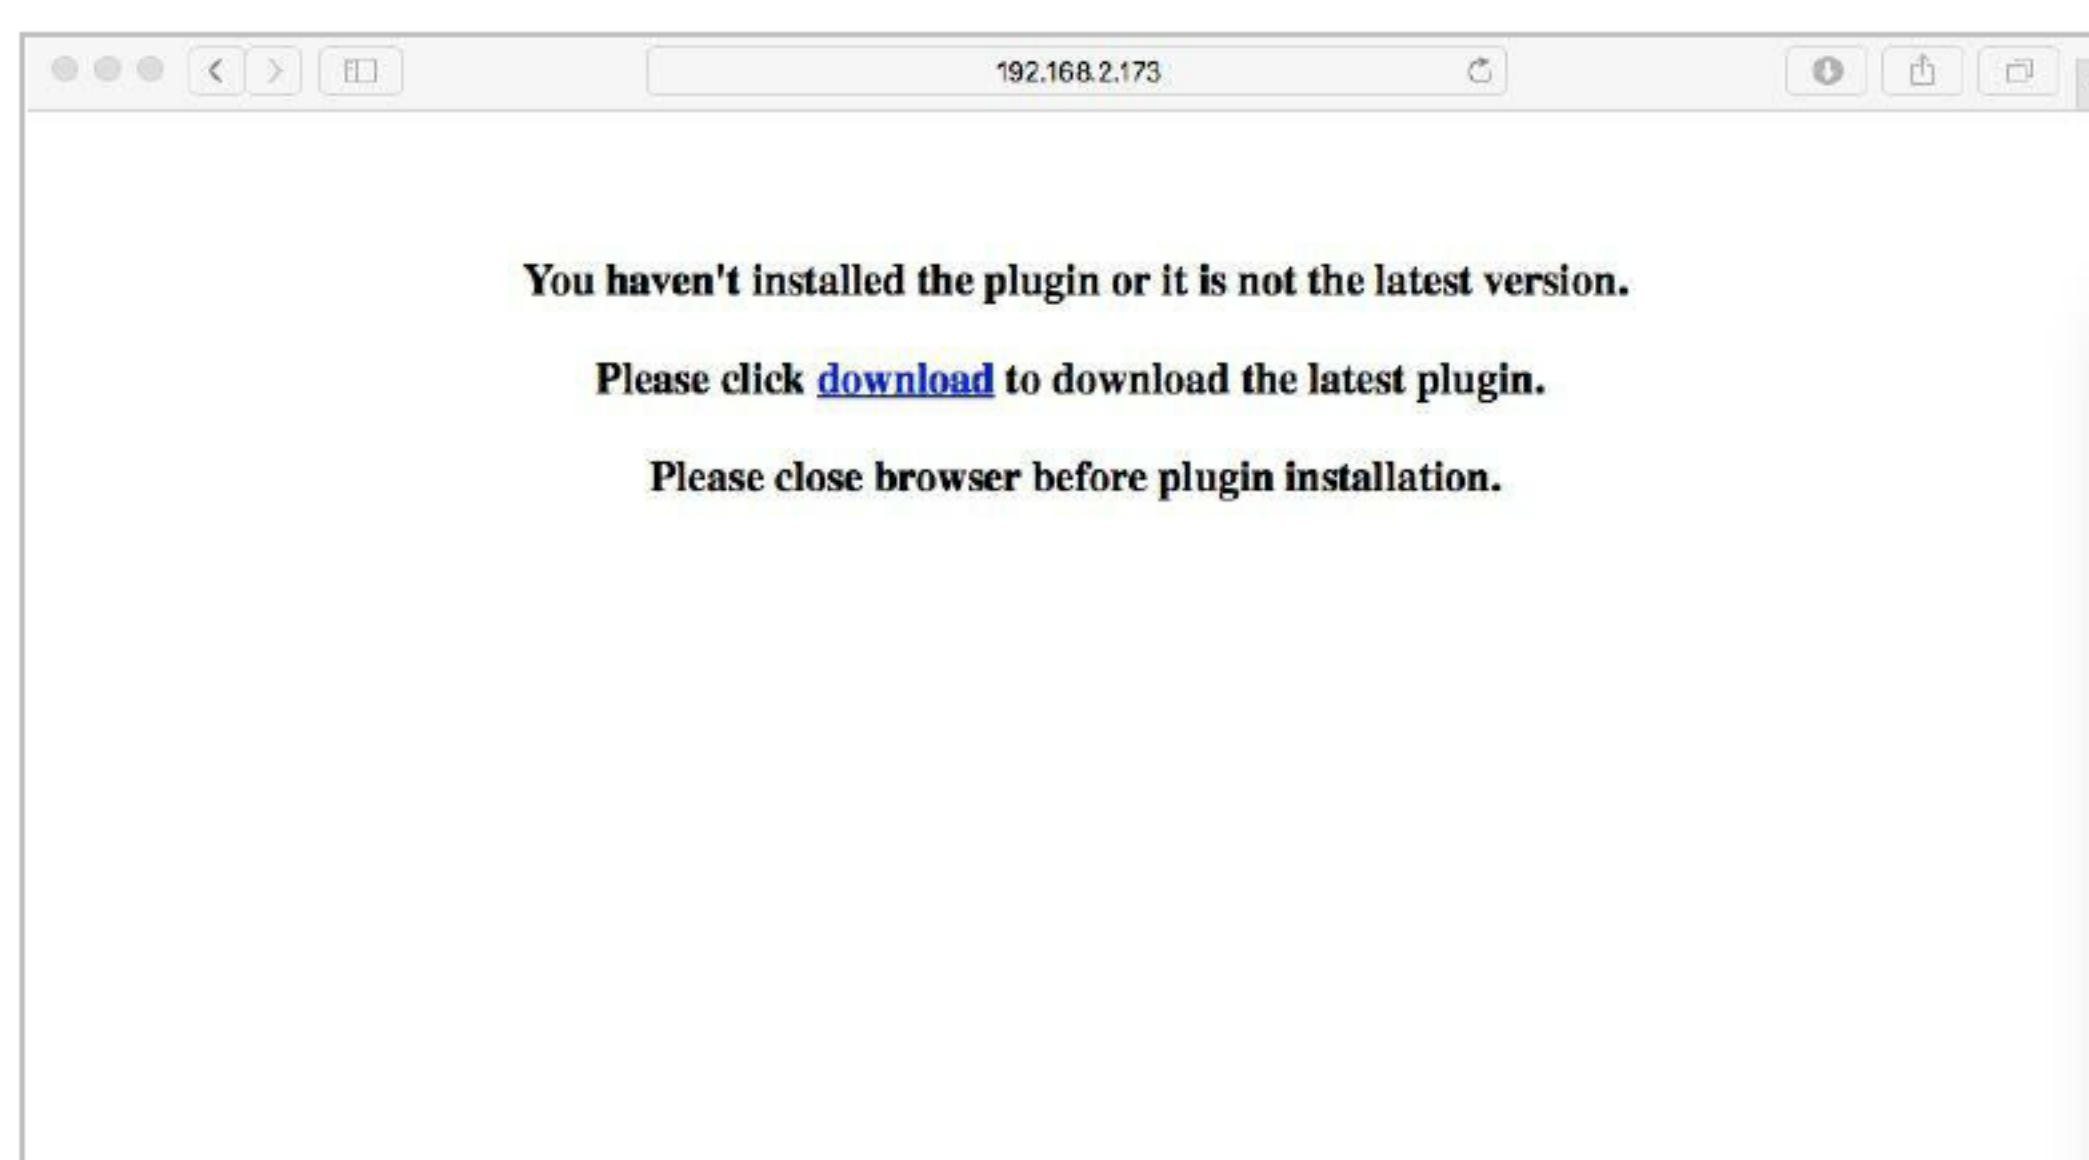 192.168.2.173
You haven't installed the plugin or it is not the latest version.
Please click download to download the latest plugin.
Please close browser before plugin installation.